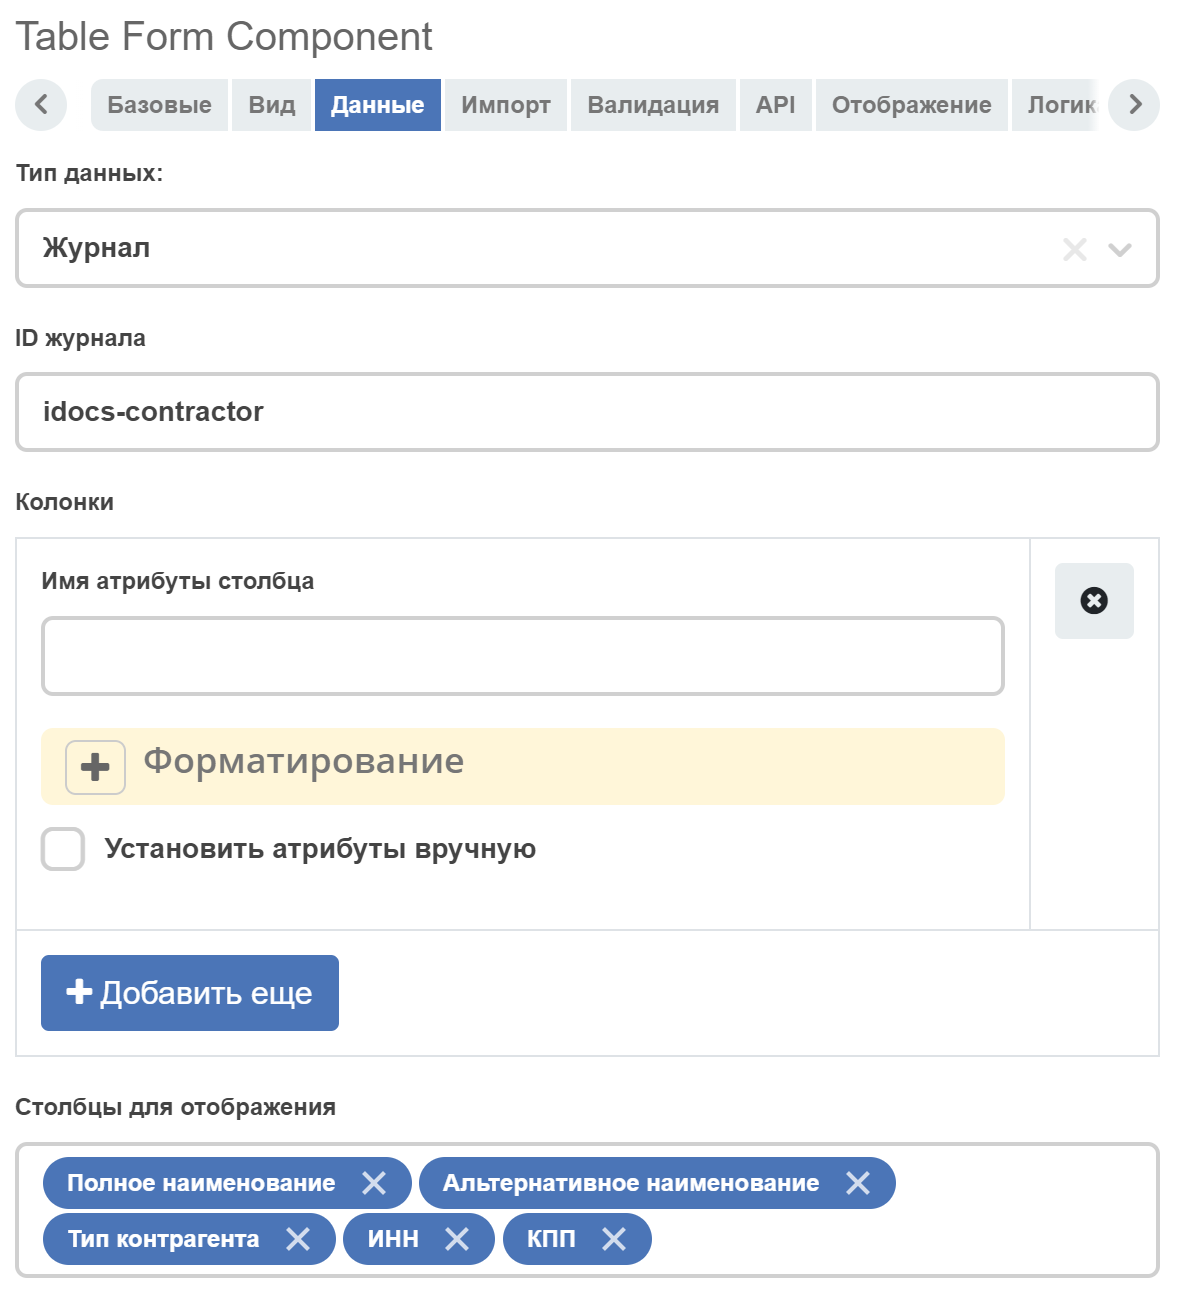 Table Form Component
Базовые Вид Данные Импорт Валидация API Отображение Логик
Тип данных:
Журнал
ID журнала
idocs-contractor
Колонки
Имя атрибуты столбца
Форматирование
Установить атрибуты вручную
Добавить еще
Столбцы для отображения
Полное наименование Альтернативное наименование
Тип контрагента ИНН КПП